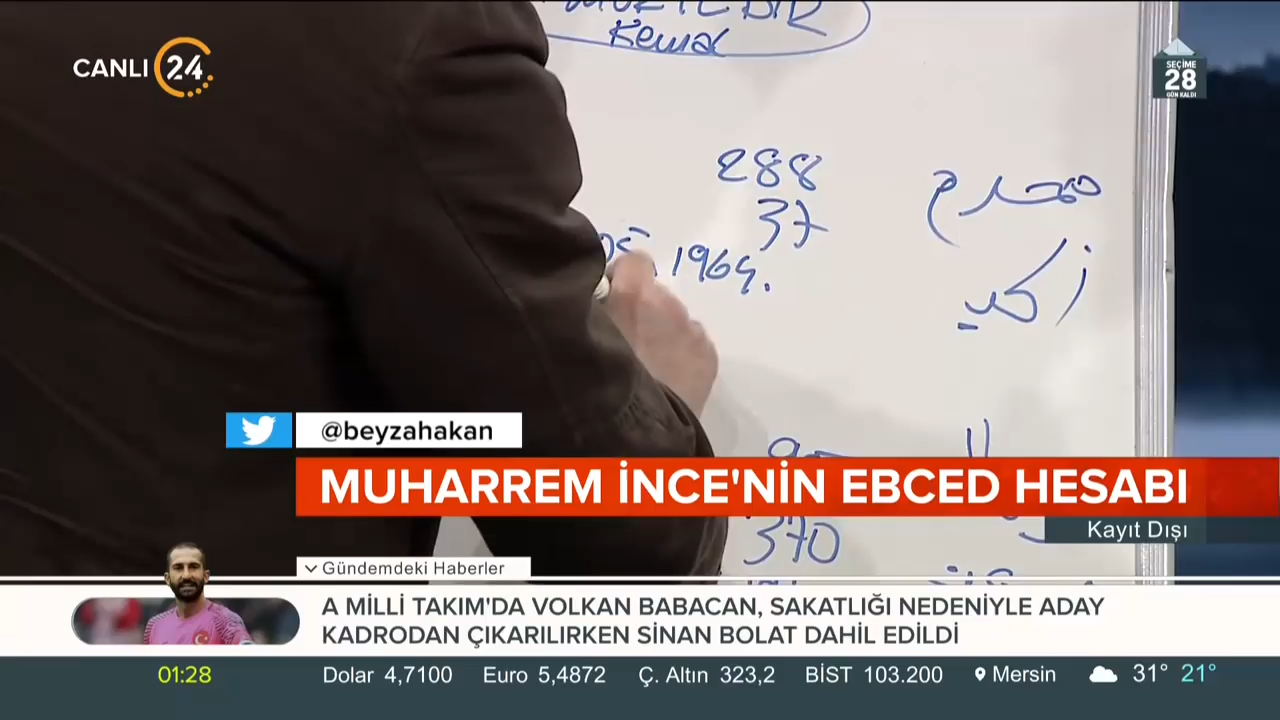 Kemal
CANLI 24
SEÇİME
28
GÜN KALDI
288
محرم
37
1964.
زكيه
@beyzahakan
MUHARREM İNCE'NİN EBCED HESABI
Kayıt Dışı
370
Gündemdeki Haberler
A MİLLİ TAKIM'DA VOLKAN BABACAN, SAKATLIĞI NEDENİYLE ADAY
KADRODAN ÇIKARILIRKEN SİNAN BOLAT DAHİL EDİLDİ
01:28 Dolar 4,7100 Euro 5,4872 Ç. Altın 323,2 BİST 103.200 Mersin 31° 21°